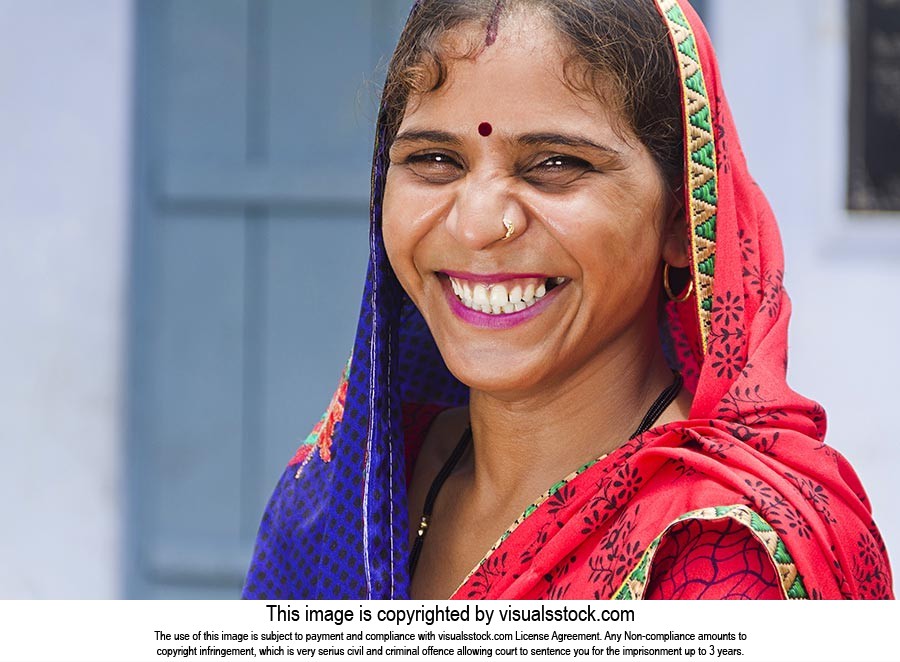 This image is copyrighted by visualsstock.com
The use of this image is subject to payment and compliance with visualsstock.com License Agreement. Any Non-compliance amounts to
copyright infringement, which is very serius civil and criminal offence allowing court to sentence you for the imprisonment up to 3 years.